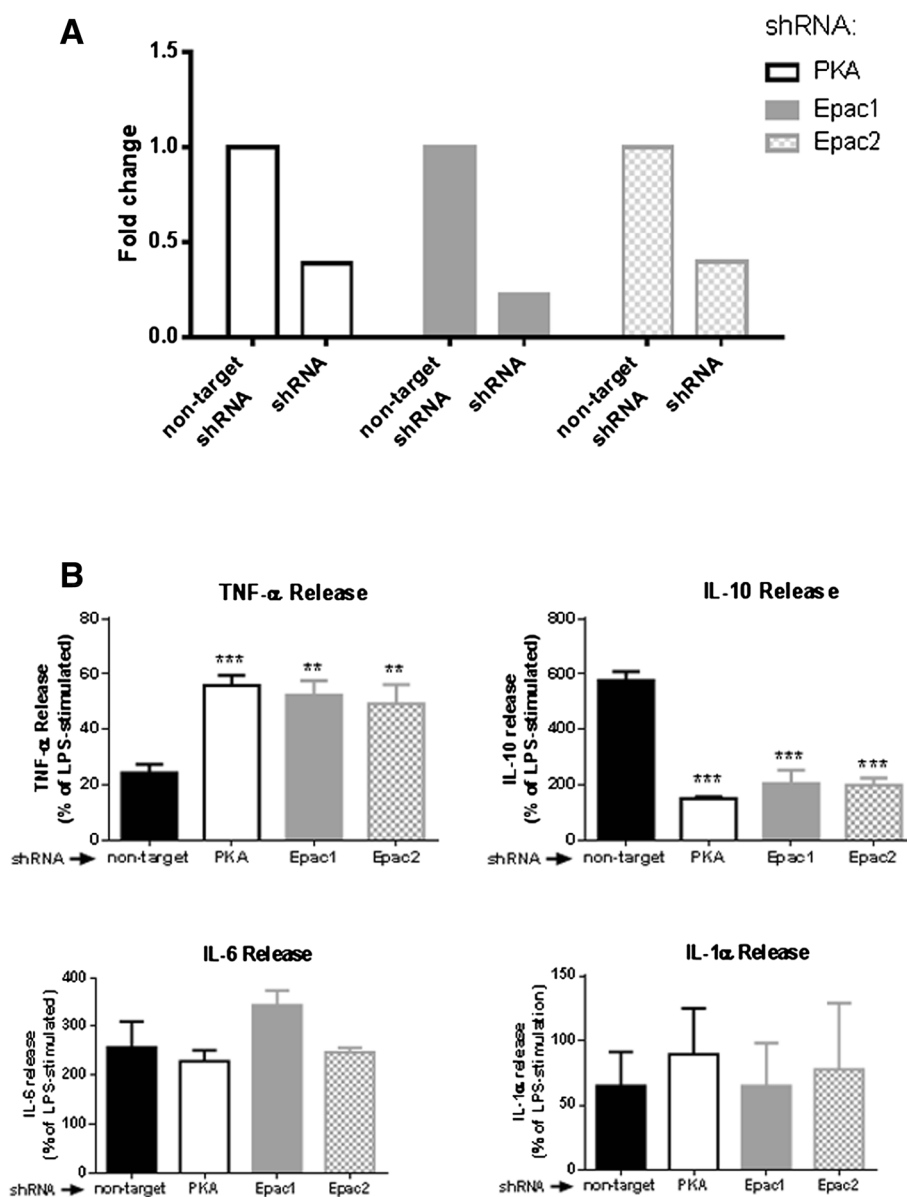 A
shRNA:
PKA
Epac1
Epac2
Fold change
1.5
1.0
0.5
0.0
non-target
shRNA
shRNA
non-target
shRNA
shRNA
non-target
shRNA
shRNA
B
TNF-α Release
TNF-α Release
(% of LPS-stimulated)
80
60
40
20
0
***
**
**
shRNA → non-target PKA Epac1 Epac2
IL-10 Release
IL-10 release
(% of LPS-stimulated)
800
600
400
200
0
***
***
***
shRNA → non-target PKA Epac1 Epac2
IL-6 Release
IL-6 release
(% of LPS-stimulated)
400
300
200
100
0
shRNA → non-target PKA Epac1 Epac2
IL-1α Release
IL-1α release
(% of LPS-stimulation)
150
100
50
0
shRNA → non-target PKA Epac1 Epac2